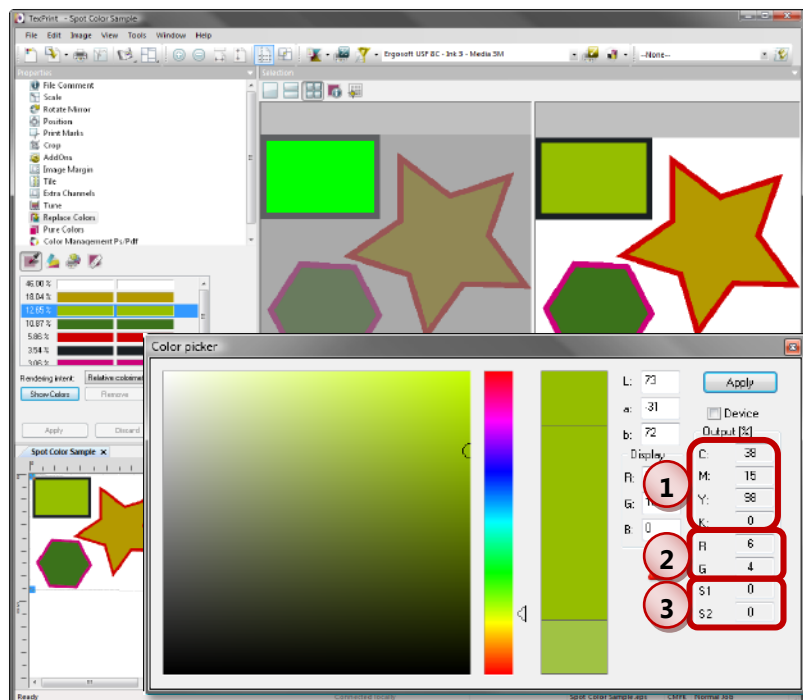 TexPrint - Spot Color Sample
File Edit Image View Tools Window Help
Ergosoft USF 8C - Ink 3 - Media 3M
--None--
Properties
Selection
File Comment
Scale
Rotate Mirror
Position
Print Marks
Crop
AddOns
Image Margin
Tile
Extra Channels
Tune
Replace Colors
Pure Colors
Color Management Ps/Pdf
46.00 %
18.04 %
12.65 %
10.87 %
5.86 %
3.54 %
3.06 %
Rendering intent: Relative colorimet
Show Colors Remove
Apply Discard
Spot Color Sample
Color picker
L: 73
a: -31
b: 72
Display
R:
G:
B: 0
Apply
Device
Output [%]
C: 38
M: 15
Y: 98
K: 0
R 6
G 4
S1 0
S2 0
1
2
3
Ready
Connected locally
Spot Color Sample.eps CMYK Normal Job